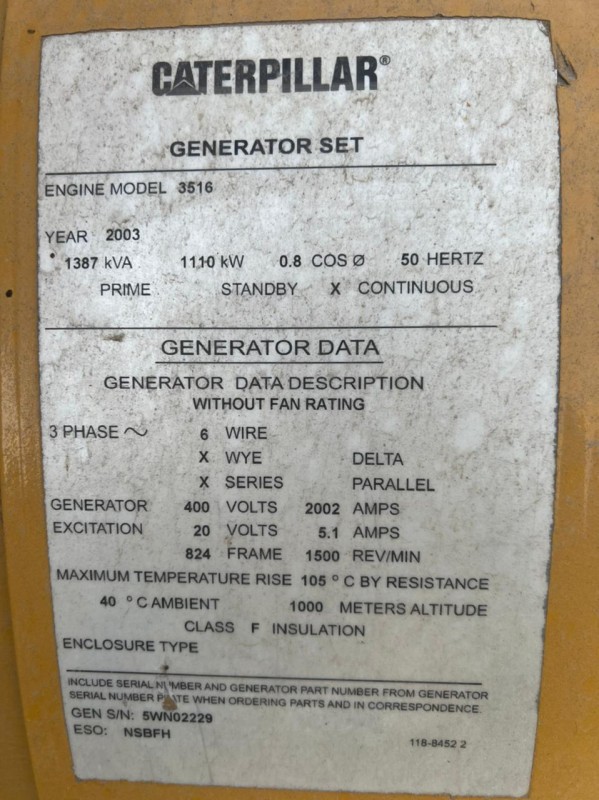 CATERPILLAR®
GENERATOR SET
ENGINE MODEL 3516
YEAR 2003
1387 kVA 1110 kW 0.8 COS Ø 50 HERTZ
PRIME STANDBY X CONTINUOUS
GENERATOR DATA
GENERATOR DATA DESCRIPTION
WITHOUT FAN RATING
3 PHASE ~ 6 WIRE
X WYE DELTA
X SERIES PARALLEL
GENERATOR 400 VOLTS 2002 AMPS
EXCITATION 20 VOLTS 5.1 AMPS
824 FRAME 1500 REV/MIN
MAXIMUM TEMPERATURE RISE 105 ° C BY RESISTANCE
40 ° C AMBIENT 1000 METERS ALTITUDE
CLASS F INSULATION
ENCLOSURE TYPE
INCLUDE SERIAL NUMBER AND GENERATOR PART NUMBER FROM GENERATOR
SERIAL NUMBER PLATE WHEN ORDERING PARTS AND IN CORRESPONDENCE.
GEN S/N: 5WN02229
ESO: NSBFH
118-8452 2